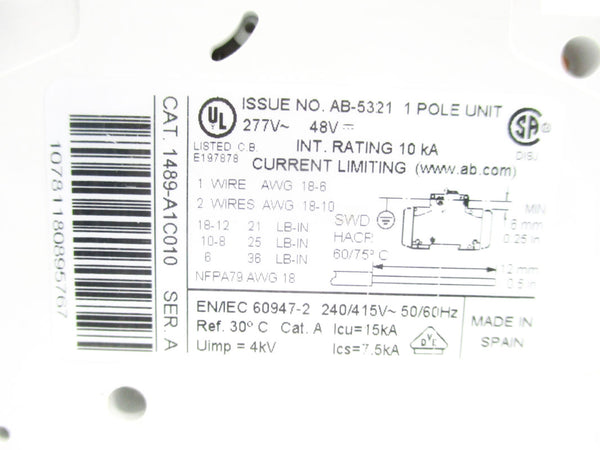 UL
LISTED C.B.
E197878
ISSUE NO. AB-5321 1 POLE UNIT
277V~ 48V⎓
INT. RATING 10 kA
CURRENT LIMITING (www.ab.com)
SA
1 WIRE AWG 18-6
2 WIRES AWG 18-10
18-12 21 LB-IN
10-8 25 LB-IN
6 36 LB-IN
NFPA79 AWG 18
SWD
HACR
60/75° C
MIN
6 mm
0.25 in
12 mm
0.5 in
EN/IEC 60947-2 240/415V~ 50/60Hz
Ref. 30° C Cat. A Icu=15kA
Uimp = 4kV Ics=7.5kA
DVE
MADE IN
SPAIN
CAT. 1489-A1C010 SER. A
10781180895767